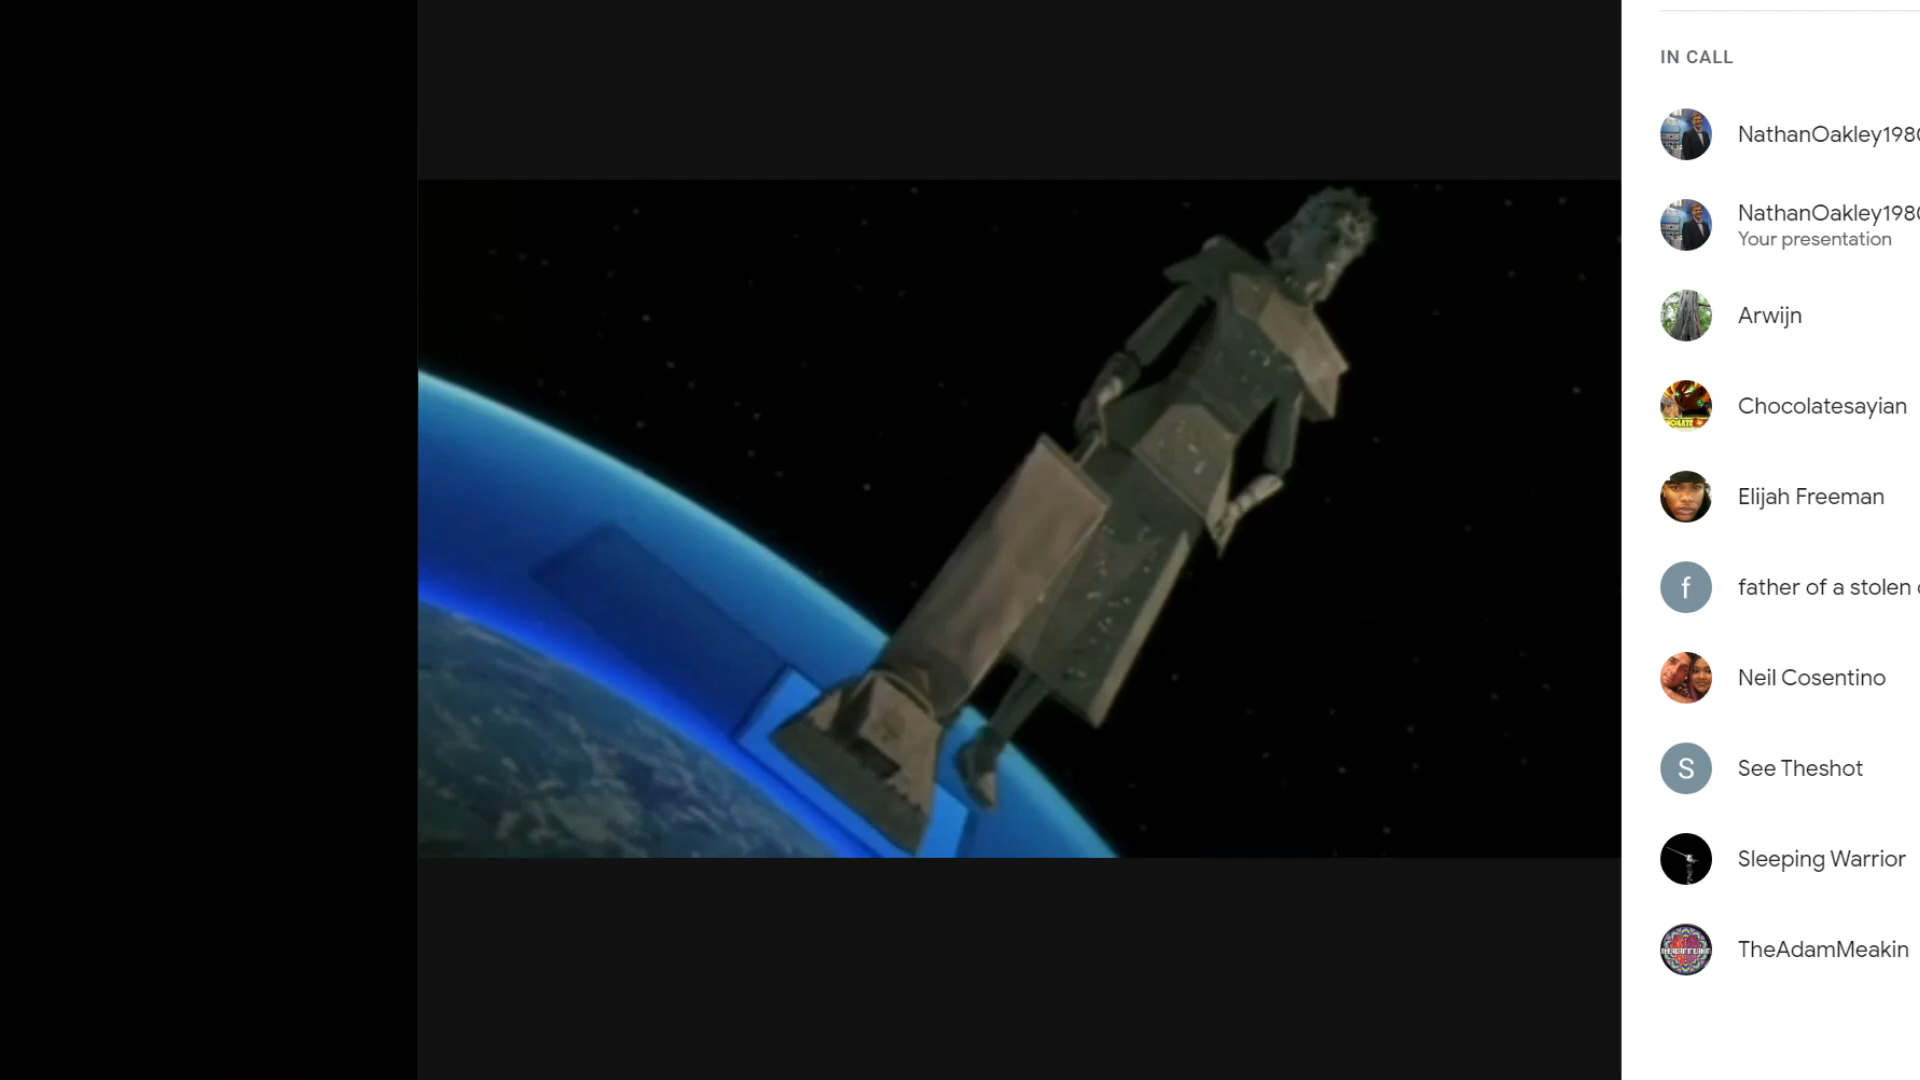 IN CALL
NathanOakley198
NathanOakley198
Your presentation
Arwijn
Chocolatesayian
Elijah Freeman
f
father of a stolen
Neil Cosentino
S
See Theshot
Sleeping Warrior
TheAdamMeakin